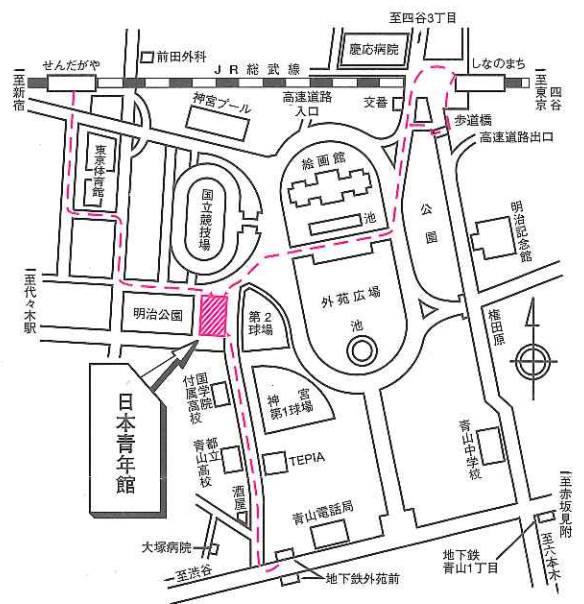 至四谷3丁目
慶応病院
せんだがや
前田外科
JR総武線
しなのまち
至新宿
至東京
四谷
高速道路
入口
交番
神宮プール
歩道橋
高速道路出口
東京体育館
国立競技場
絵画館
池
公園
明治記念館
至代々木駅
明治公園
第2
球場
外苑広場
池
権田原
日本青年館
国学院
付属高校
神宮
第1球場
都立
青山高校
TEPIA
青山中学校
酒屋
青山電話局
至赤坂見附
大塚病院
至渋谷
地下鉄外苑前
地下鉄
青山1丁目
至六本木